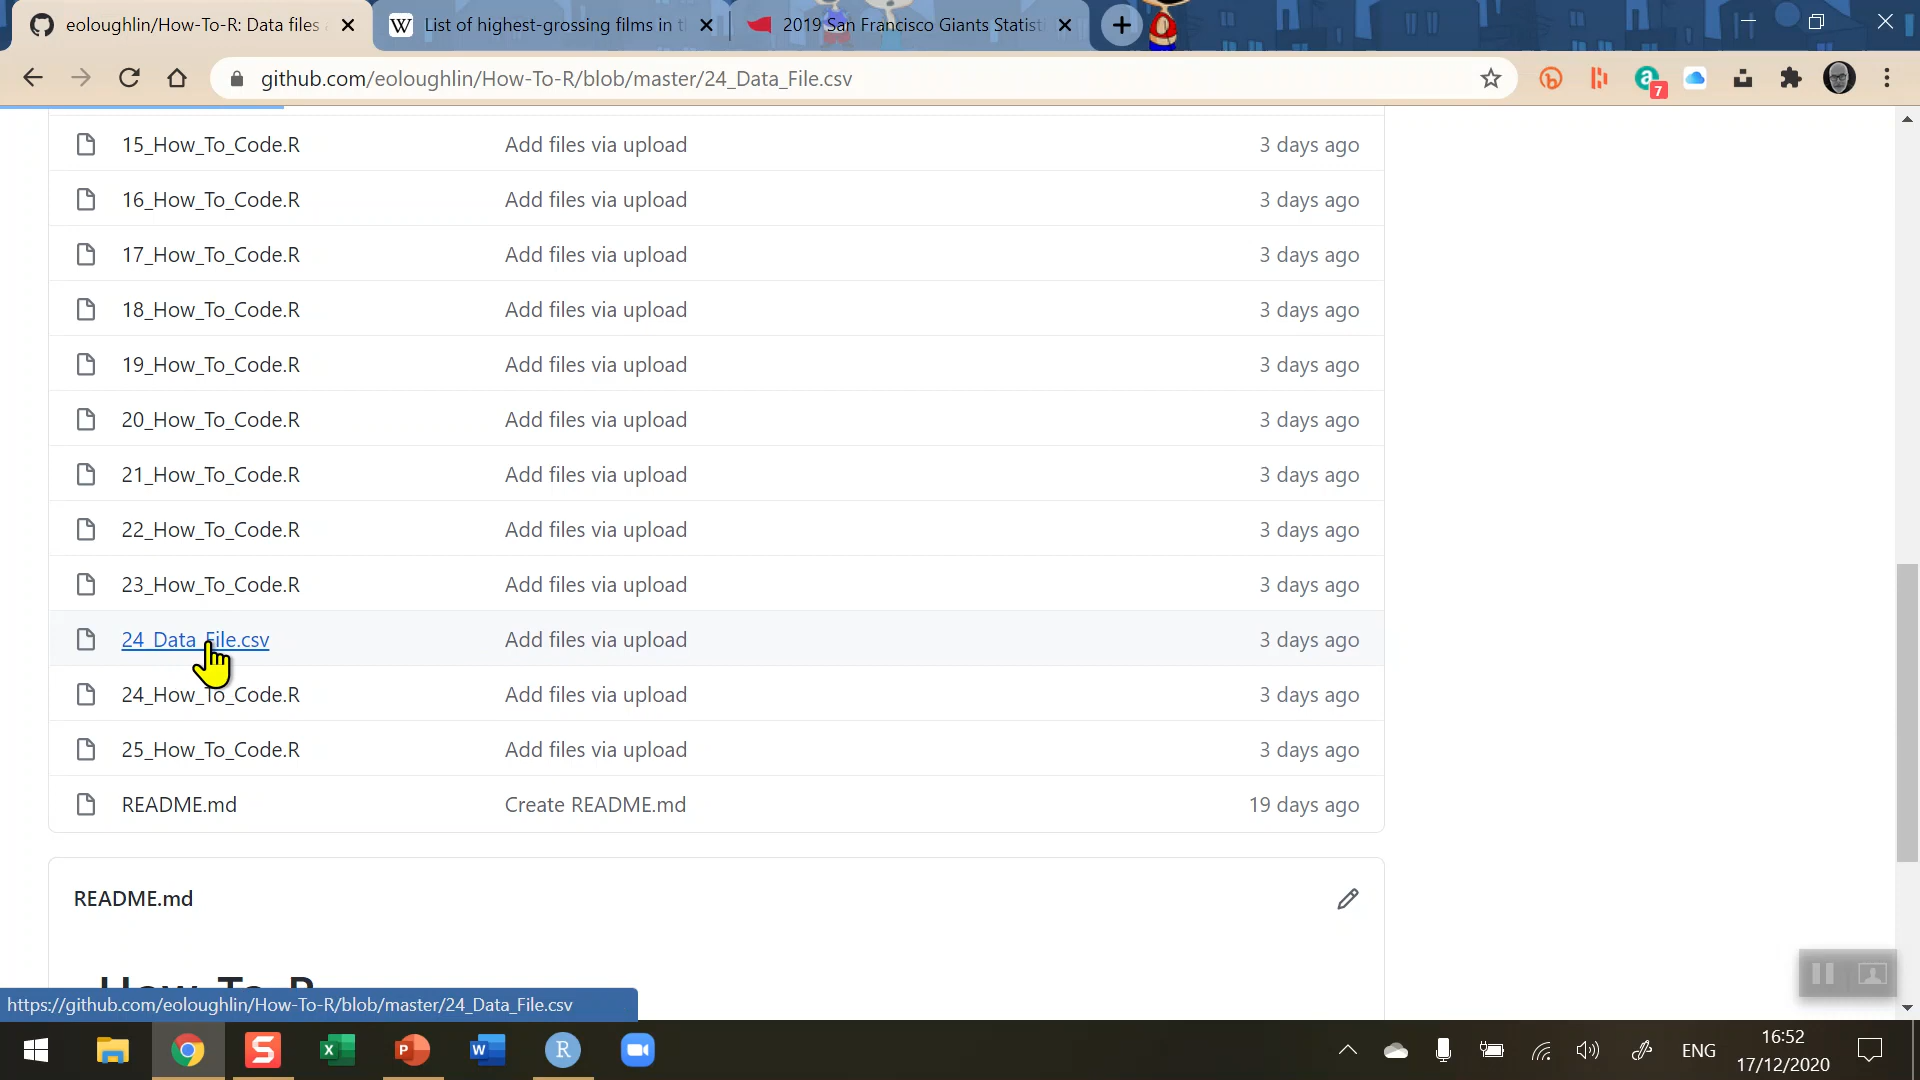 eoloughlin/How-To-R: Data files
List of highest-grossing films in t
2019 San Francisco Giants Statisti
github.com/eoloughlin/How-To-R/blob/master/24_Data_File.csv
7
15_How_To_Code.R Add files via upload 3 days ago
16_How_To_Code.R Add files via upload 3 days ago
17_How_To_Code.R Add files via upload 3 days ago
18_How_To_Code.R Add files via upload 3 days ago
19_How_To_Code.R Add files via upload 3 days ago
20_How_To_Code.R Add files via upload 3 days ago
21_How_To_Code.R Add files via upload 3 days ago
22_How_To_Code.R Add files via upload 3 days ago
23_How_To_Code.R Add files via upload 3 days ago
24_Data_File.csv Add files via upload 3 days ago
24_How_To_Code.R Add files via upload 3 days ago
25_How_To_Code.R Add files via upload 3 days ago
README.md Create README.md 19 days ago
README.md
How-To-R
https://github.com/eoloughlin/How-To-R/blob/master/24_Data_File.csv
ENG
16:52
17/12/2020